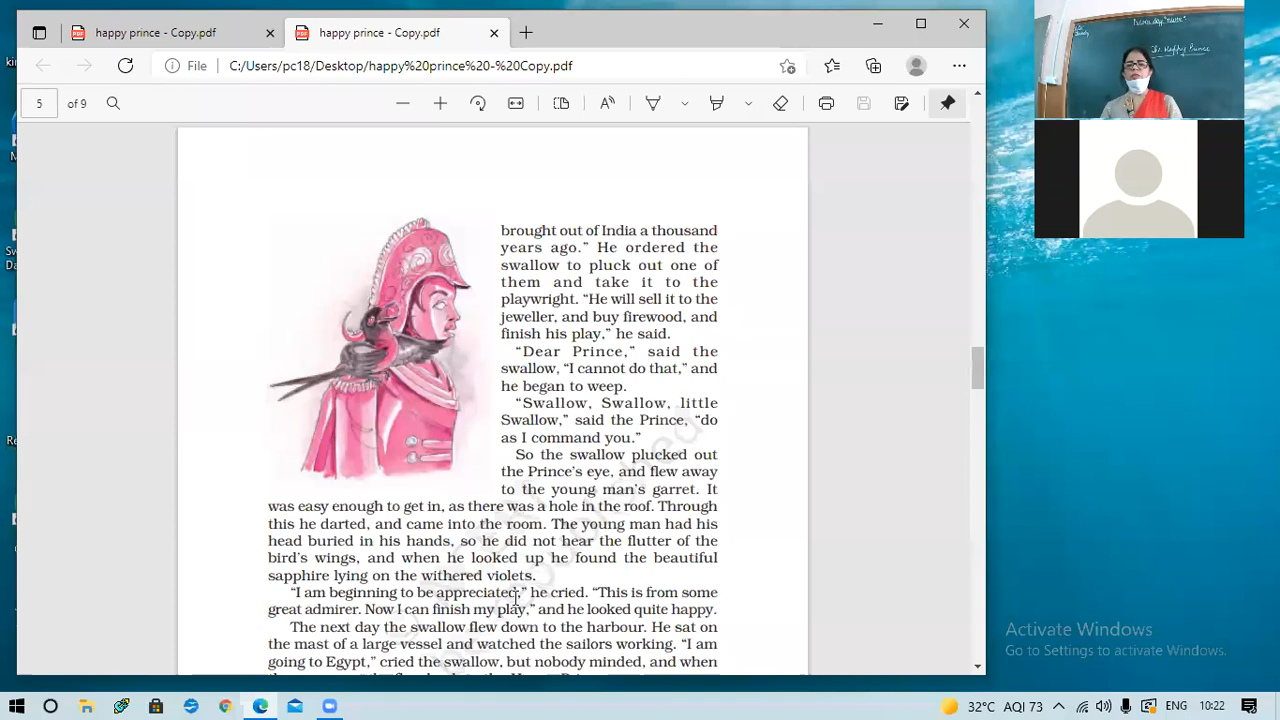 happy prince - Copy.pdf
happy prince - Copy.pdf
File
C:/Users/pc18/Desktop/happy%20prince%20-%20Copy.pdf
5 of 9
brought out of India a thousand
years ago.” He ordered the
swallow to pluck out one of
them and take it to the
playwright. “He will sell it to the
jeweller, and buy firewood, and
finish his play,” he said.
“Dear Prince,” said the
swallow, “I cannot do that,” and
he began to weep.
“Swallow, Swallow, little
Swallow,” said the Prince, “do
as I command you.”
So the swallow plucked out
the Prince’s eye, and flew away
to the young man’s garret. It
was easy enough to get in, as there was a hole in the roof. Through
this he darted, and came into the room. The young man had his
head buried in his hands, so he did not hear the flutter of the
bird’s wings, and when he looked up he found the beautiful
sapphire lying on the withered violets.
“I am beginning to be appreciated,” he cried. “This is from some
great admirer. Now I can finish my play,” and he looked quite happy.
The next day the swallow flew down to the harbour. He sat on
the mast of a large vessel and watched the sailors working. “I am
going to Egypt,” cried the swallow, but nobody minded, and when
The Happy Prince
Activate Windows
Go to Settings to activate Windows.
32°C AQI 73
ENG
10:22